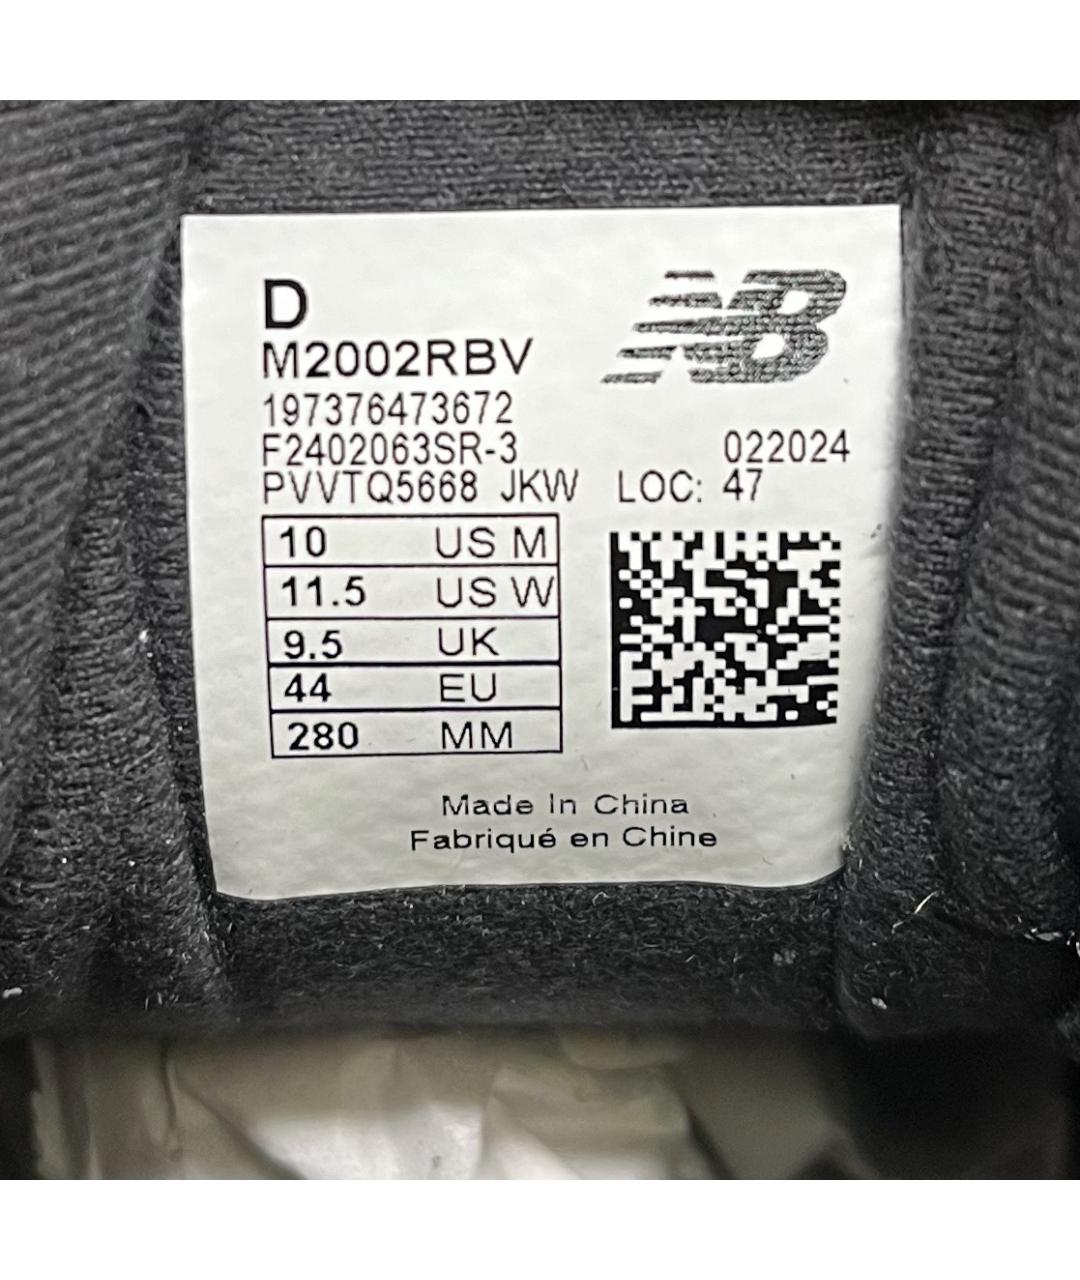 D
NB
M2002RBV
197376473672
F2402063SR-3 022024
PVVTQ5668 JKW LOC: 47
10 US M
11.5 US W
9.5 UK
44 EU
280 MM
Made In China
Fabriqué en Chine